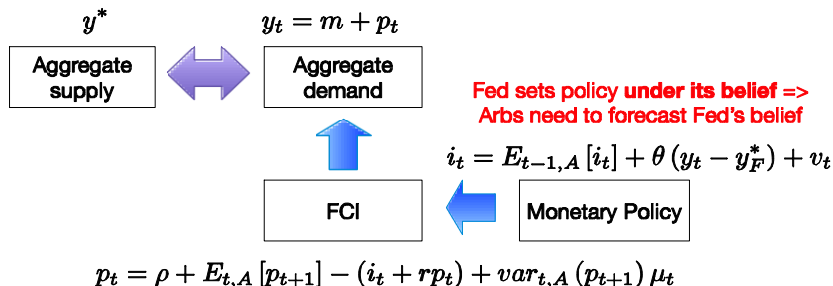 y* y_t = m + p_t
Aggregate supply
Aggregate demand
Fed sets policy under its belief =>
Arbs need to forecast Fed's belief
i_t = E_{t−1,A} [i_t] + θ (y_t − y_F^*) + v_t
FCI
Monetary Policy
p_t = ρ + E_{t,A} [p_{t+1}] − (i_t + rp_t) + var_{t,A} (p_{t+1}) μ_t